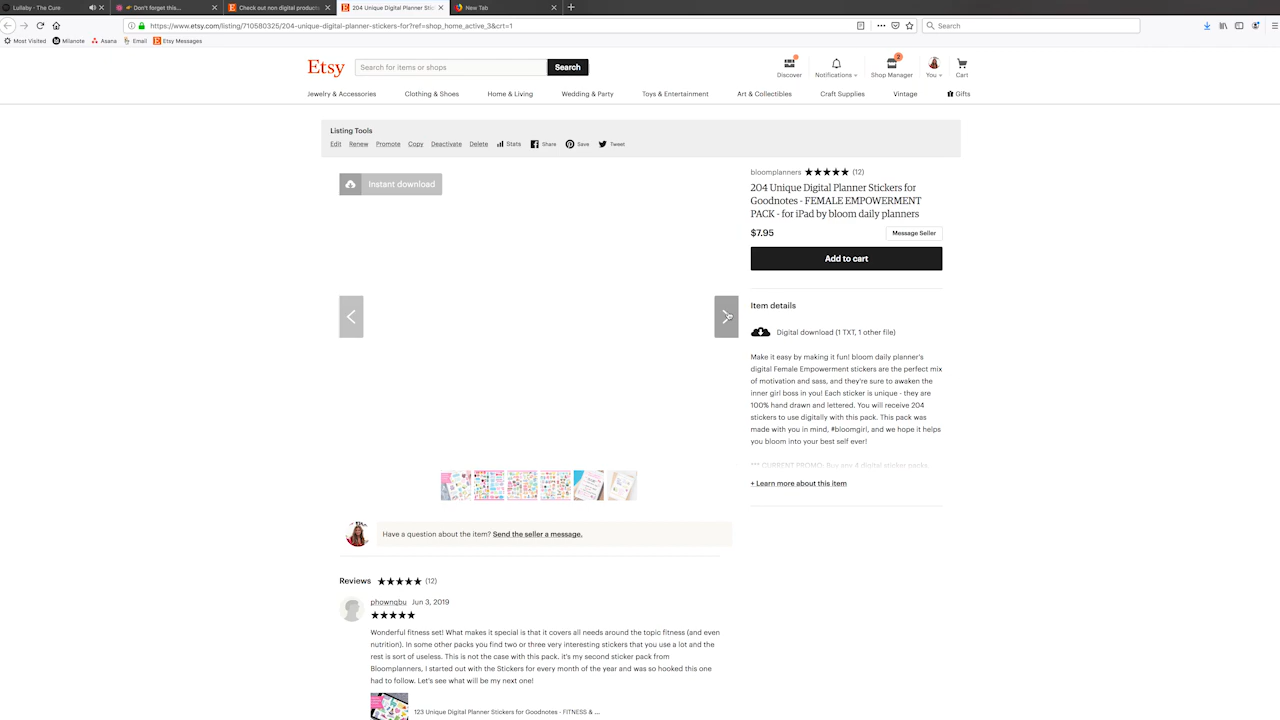 Lullaby - The Cure
Don't forget this...
Check out non digital products
204 Unique Digital Planner Stic
New Tab
https://www.etsy.com/listing/710580326/204-unique-digital-planner-stickers-for?ref=shop_home_active_3&crt=1
Search
Most Visited Milanote Asana Email Etsy Messages
Etsy Search for items or shops Search
Discover Notifications 2 Shop Manager You Cart
Jewelry & Accessories Clothing & Shoes Home & Living Wedding & Party Toys & Entertainment Art & Collectibles Craft Supplies Vintage Gifts
Listing Tools
Edit Renew Promote Copy Deactivate Delete Stats Share Save Tweet
Instant download
bloomplanners ★★★★★ (12)
204 Unique Digital Planner Stickers for
Goodnotes - FEMALE EMPOWERMENT
PACK - for iPad by bloom daily planners
$7.95 Message Seller
Add to cart
Item details
Digital download (1 TXT, 1 other file)
Make it easy by making it fun! bloom daily planner's
digital Female Empowerment stickers are the perfect mix
of motivation and sass, and they're sure to awaken the
inner girl boss in you! Each sticker is unique - they are
100% hand drawn and lettered. You will receive 204
stickers to use digitally with this pack. This pack was
made with you in mind, #bloomgirl, and we hope it helps
you bloom into your best self ever!
*** CURRENT PROMO: Buy any 4 digital sticker packs
+ Learn more about this item
Have a question about the item? Send the seller a message.
Reviews ★★★★★ (12)
phownqbu Jun 3, 2019
★★★★★
Wonderful fitness set! What makes it special is that it covers all needs around the topic fitness (and even
nutrition). In some other packs you find two or three very interesting stickers that you use a lot and the
rest is sort of useless. This is not the case with this pack. it's my second sticker pack from
Bloomplanners, I started out with the Stickers for every month of the year and was so hooked this one
had to follow. Let's see what will be my next one!
123 Unique Digital Planner Stickers for Goodnotes - FITNESS & ...